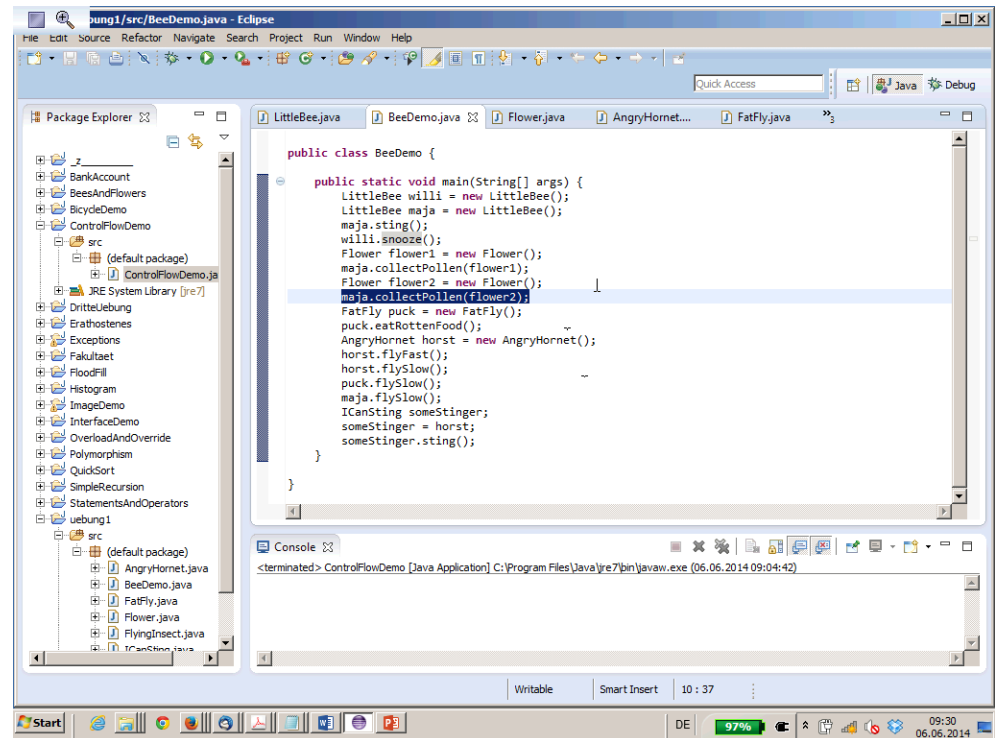 bung1/src/BeeDemo.java - Eclipse
File Edit Source Refactor Navigate Search Project Run Window Help
Quick Access
Java
Debug
Package Explorer
_z_________
BankAccount
BeesAndFlowers
BicycleDemo
ControlFlowDemo
src
(default package)
ControlFlowDemo.ja
JRE System Library [jre7]
DritteUebung
Erathostenes
Exceptions
Fakultaet
FloodFill
Histogram
ImageDemo
InterfaceDemo
OverloadAndOverride
Polymorphism
QuickSort
SimpleRecursion
StatementsAndOperators
uebung1
src
(default package)
AngryHornet.java
BeeDemo.java
FatFly.java
Flower.java
FlyingInsect.java
ICanSting.java
LittleBee.java
BeeDemo.java
Flower.java
AngryHornet....
FatFly.java
»3
public class BeeDemo {
public static void main(String[] args) {
LittleBee willi = new LittleBee();
LittleBee maja = new LittleBee();
maja.sting();
willi.snooze();
Flower flower1 = new Flower();
maja.collectPollen(flower1);
Flower flower2 = new Flower();
maja.collectPollen(flower2);
FatFly puck = new FatFly();
puck.eatRottenFood();
AngryHornet horst = new AngryHornet();
horst.flyFast();
horst.flySlow();
puck.flySlow();
maja.flySlow();
ICanSting someStinger;
someStinger = horst;
someStinger.sting();
}
}
Console
<terminated> ControlFlowDemo [Java Application] C:\Program Files\Java\jre7\bin\javaw.exe (06.06.2014 09:04:42)
Writable
Smart Insert
10 : 37
Start
DE
97%
09:30
06.06.2014